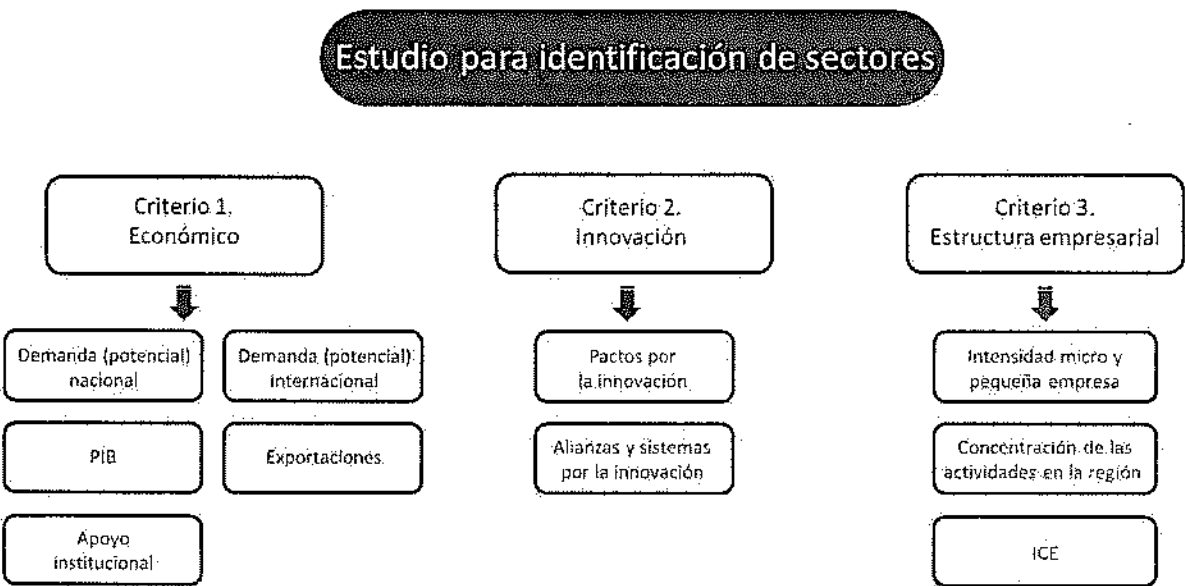 Estudio para identificación de sectores
Criterio 1.
Económico
Criterio 2.
Innovación
Criterio 3.
Estructura empresarial
Demanda (potencial)
nacional
Demanda (potencial)
internacional
PIB
Exportaciones
Apoyo
institucional
Pactos por
la innovación
Alianzas y sistemas
por la innovación
Intensidad micro y
pequeña empresa
Concentración de las
actividades en la región
ICE